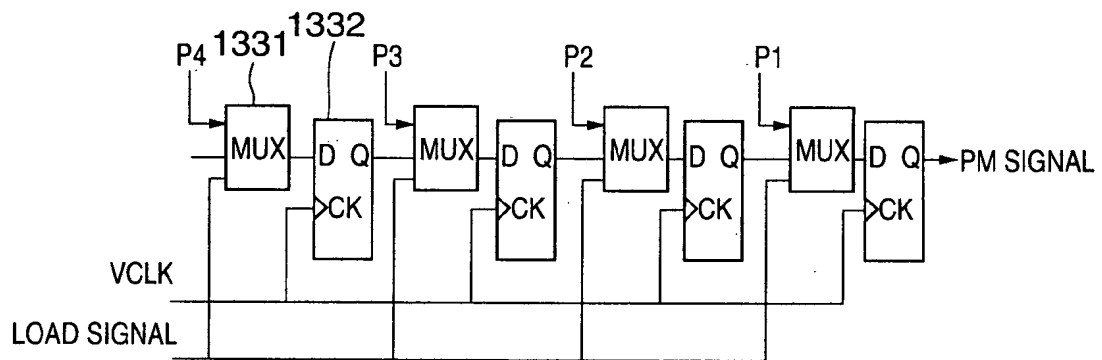 P4 1331 1332 P3 P2 P1
MUX D Q MUX D Q MUX D Q MUX D Q PM SIGNAL
CK CK CK CK
VCLK
LOAD SIGNAL